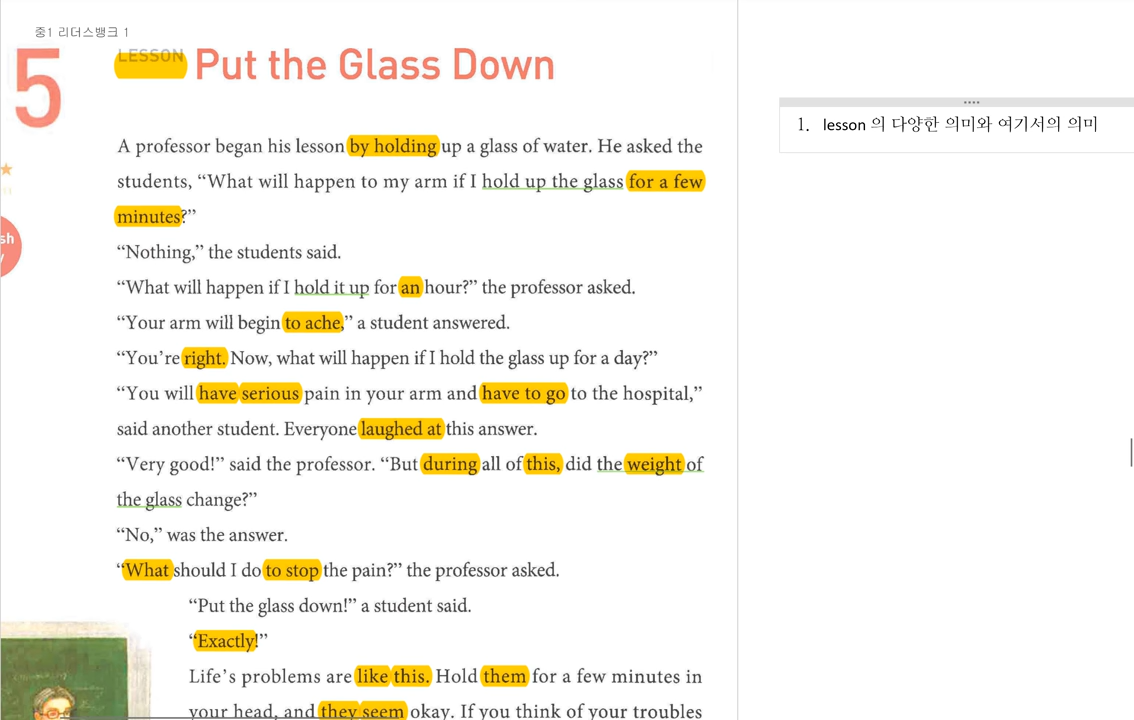 중1 리더스뱅크 1
5
LESSON
Put the Glass Down
A professor began his lesson by holding up a glass of water. He asked the
students, “What will happen to my arm if I hold up the glass for a few
minutes?”
“Nothing,” the students said.
“What will happen if I hold it up for an hour?” the professor asked.
“Your arm will begin to ache,” a student answered.
“You’re right. Now, what will happen if I hold the glass up for a day?”
“You will have serious pain in your arm and have to go to the hospital,”
said another student. Everyone laughed at this answer.
“Very good!” said the professor. “But during all of this, did the weight of
the glass change?”
“No,” was the answer.
“What should I do to stop the pain?” the professor asked.
“Put the glass down!” a student said.
“Exactly!”
Life’s problems are like this. Hold them for a few minutes in
your head, and they seem okay. If you think of your troubles
1. lesson 의 다양한 의미와 여기서의 의미